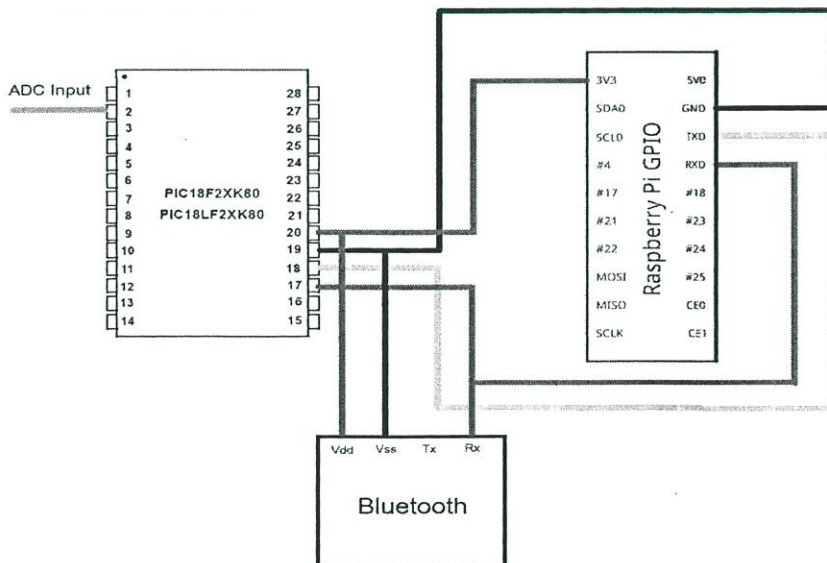 ADC Input
1 28
2 27
3 26
4 25
5 24
6 23
7 22
8 21
9 20
10 19
11 18
12 17
13 16
14 15
PIC18F2XK80
PIC18LF2XK80
3V3 5V0
SDA0 GND
SCL0 TXD
#4 RXD
#17 #18
#21 #23
#22 #24
MOSI #25
MISO CE0
SCLK CE1
Raspberry Pi GPIO
Vdd Vss Tx Rx
Bluetooth